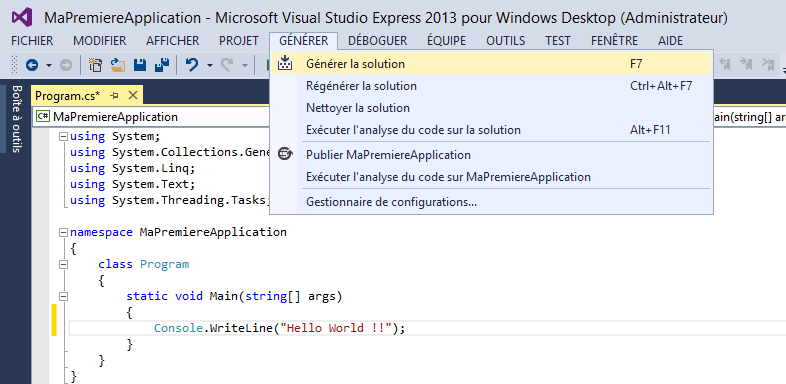 MaPremiereApplication - Microsoft Visual Studio Express 2013 pour Windows Desktop (Administrateur)
FICHIER MODIFIER AFFICHER PROJET GÉNÉRER DÉBOGUER ÉQUIPE OUTILS TEST FENÊTRE AIDE
Générer la solution F7
Régénérer la solution Ctrl+Alt+F7
Nettoyer la solution
Exécuter l'analyse du code sur la solution Alt+F11
Publier MaPremiereApplication
Exécuter l'analyse du code sur MaPremiereApplication
Gestionnaire de configurations...
Boîte à outils
Program.cs*
C# MaPremiereApplication
ain(string[] ar
using System;
using System.Collections.Gene
using System.Linq;
using System.Text;
using System.Threading.Tasks;
namespace MaPremiereApplication
{
class Program
{
static void Main(string[] args)
{
Console.WriteLine("Hello World !!");
}
}
}